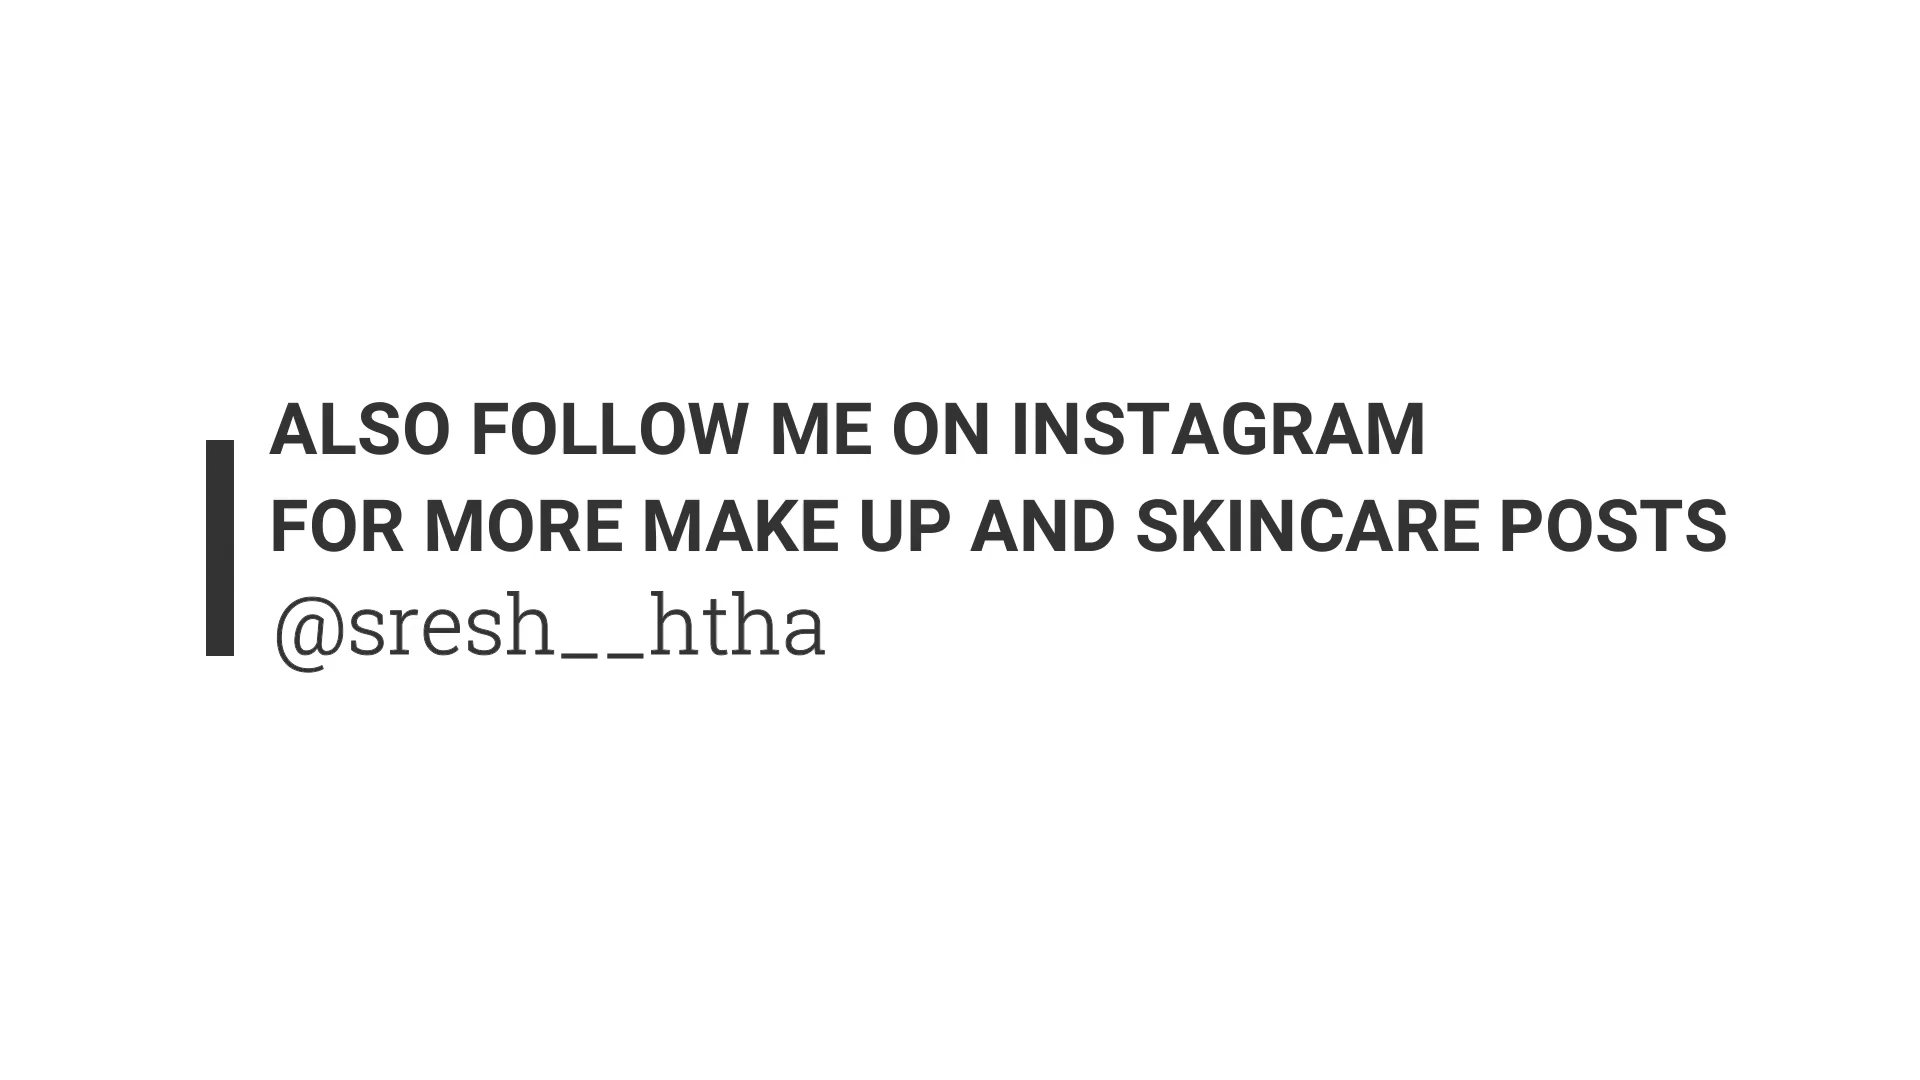 ALSO FOLLOW ME ON INSTAGRAM
FOR MORE MAKE UP AND SKINCARE POSTS
@sresh__htha